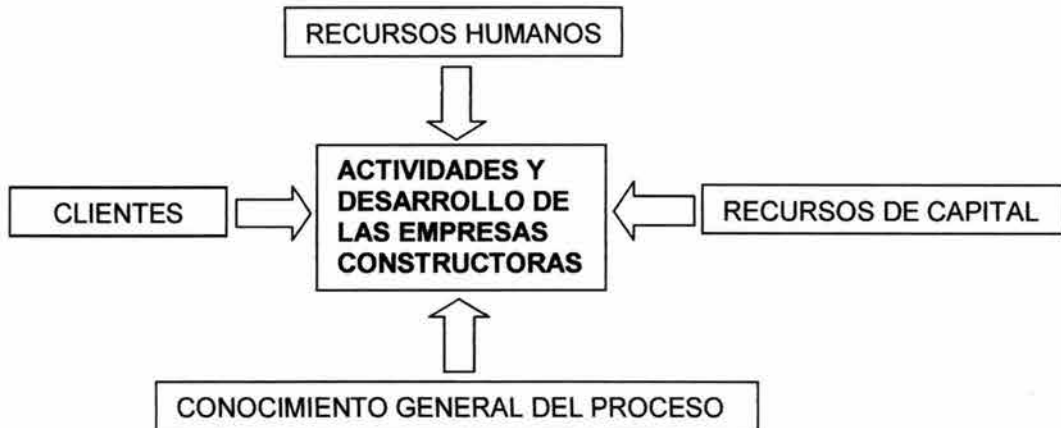 RECURSOS HUMANOS
ACTIVIDADES Y
DESARROLLO DE
LAS EMPRESAS
CONSTRUCTORAS
CLIENTES
RECURSOS DE CAPITAL
CONOCIMIENTO GENERAL DEL PROCESO